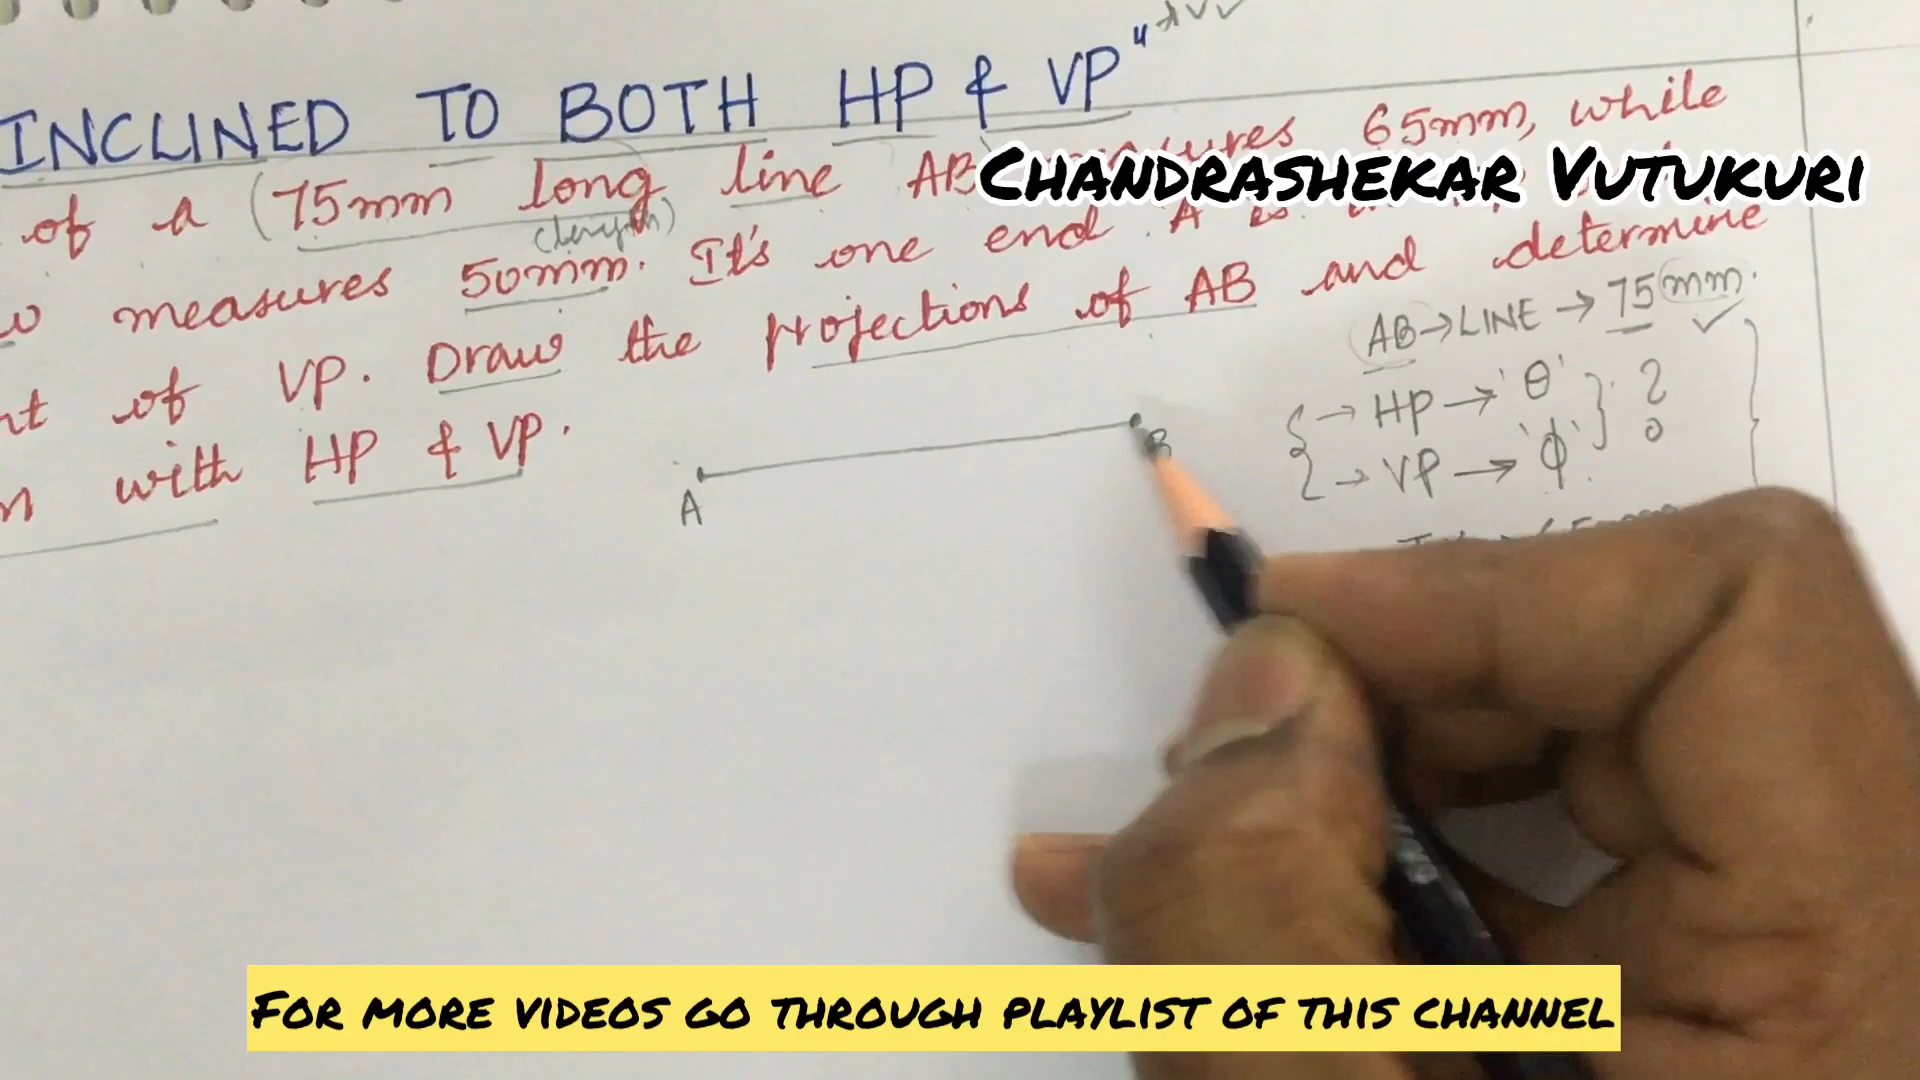 INCLINED TO BOTH HP & VP"
of a (75mm long line AB measures 65mm, while
(length)
measures 50mm. It's one end A is
nt of VP. Draw the projections of AB and determine
with HP & VP.
AB→LINE → 75mm.
→ HP → 'θ' } ?
→ VP → 'ϕ'
A
B
CHANDRASHEKAR VUTUKURI
FOR MORE VIDEOS GO THROUGH PLAYLIST OF THIS CHANNEL